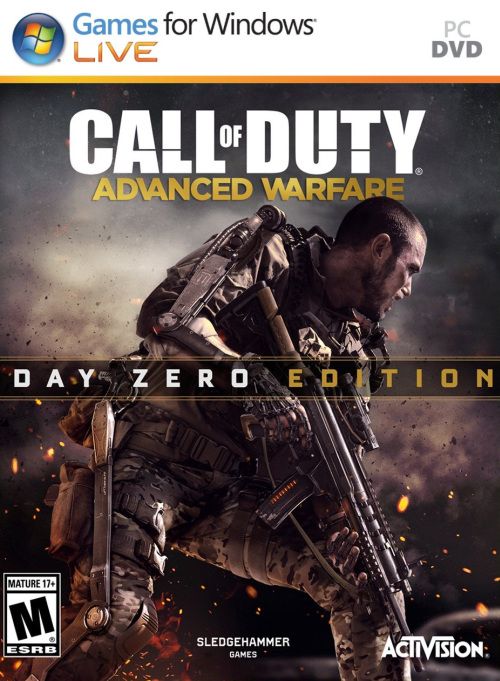 Games for Windows®
LIVE
PC
DVD
CALL OF DUTY®
ADVANCED WARFARE
DAY ZERO EDITION
MATURE 17+
M
ESRB
SLEDGEHAMMER
GAMES
ACTIVISION.